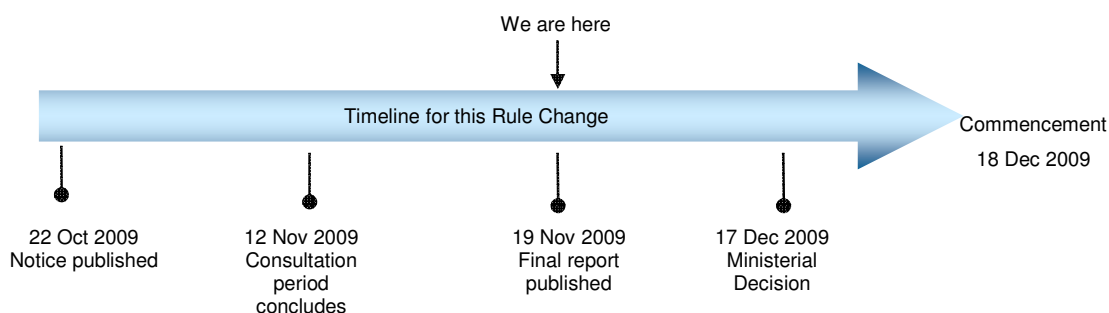 We are here
Timeline for this Rule Change
Commencement
18 Dec 2009
22 Oct 2009
Notice published
12 Nov 2009
Consultation
period
concludes
19 Nov 2009
Final report
published
17 Dec 2009
Ministerial
Decision